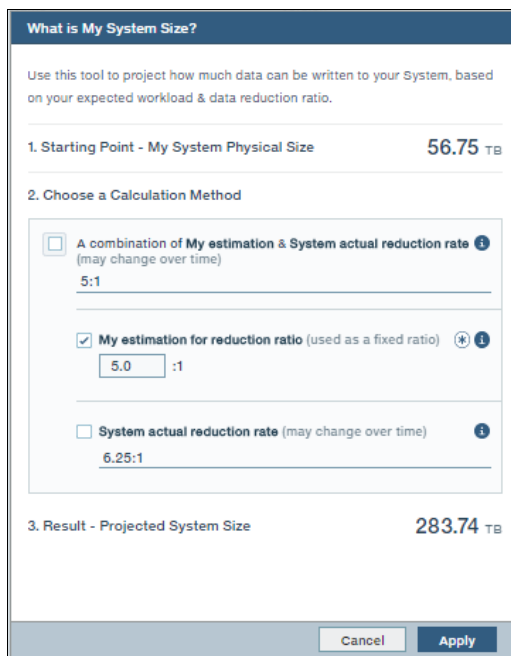 What is My System Size?
Use this tool to project how much data can be written to your System, based
on your expected workload & data reduction ratio.
1. Starting Point - My System Physical Size 56.75 TB
2. Choose a Calculation Method
A combination of My estimation & System actual reduction rate i
(may change over time)
5:1
My estimation for reduction ratio (used as a fixed ratio) * i
5.0 :1
System actual reduction rate (may change over time) i
6.25:1
3. Result - Projected System Size 283.74 TB
Cancel Apply